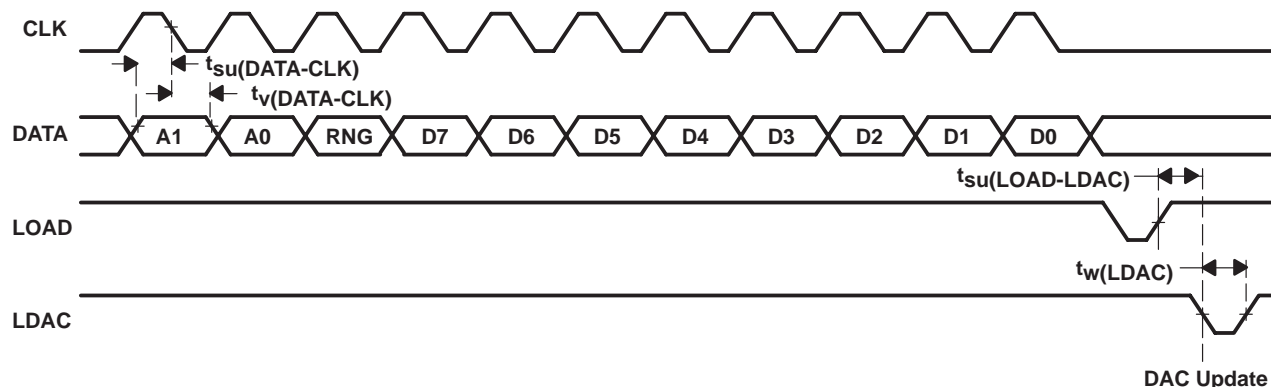 CLK
tsu(DATA-CLK)
tv(DATA-CLK)
DATA
A1 A0 RNG D7 D6 D5 D4 D3 D2 D1 D0
tsu(LOAD-LDAC)
LOAD
tw(LDAC)
LDAC
DAC Update